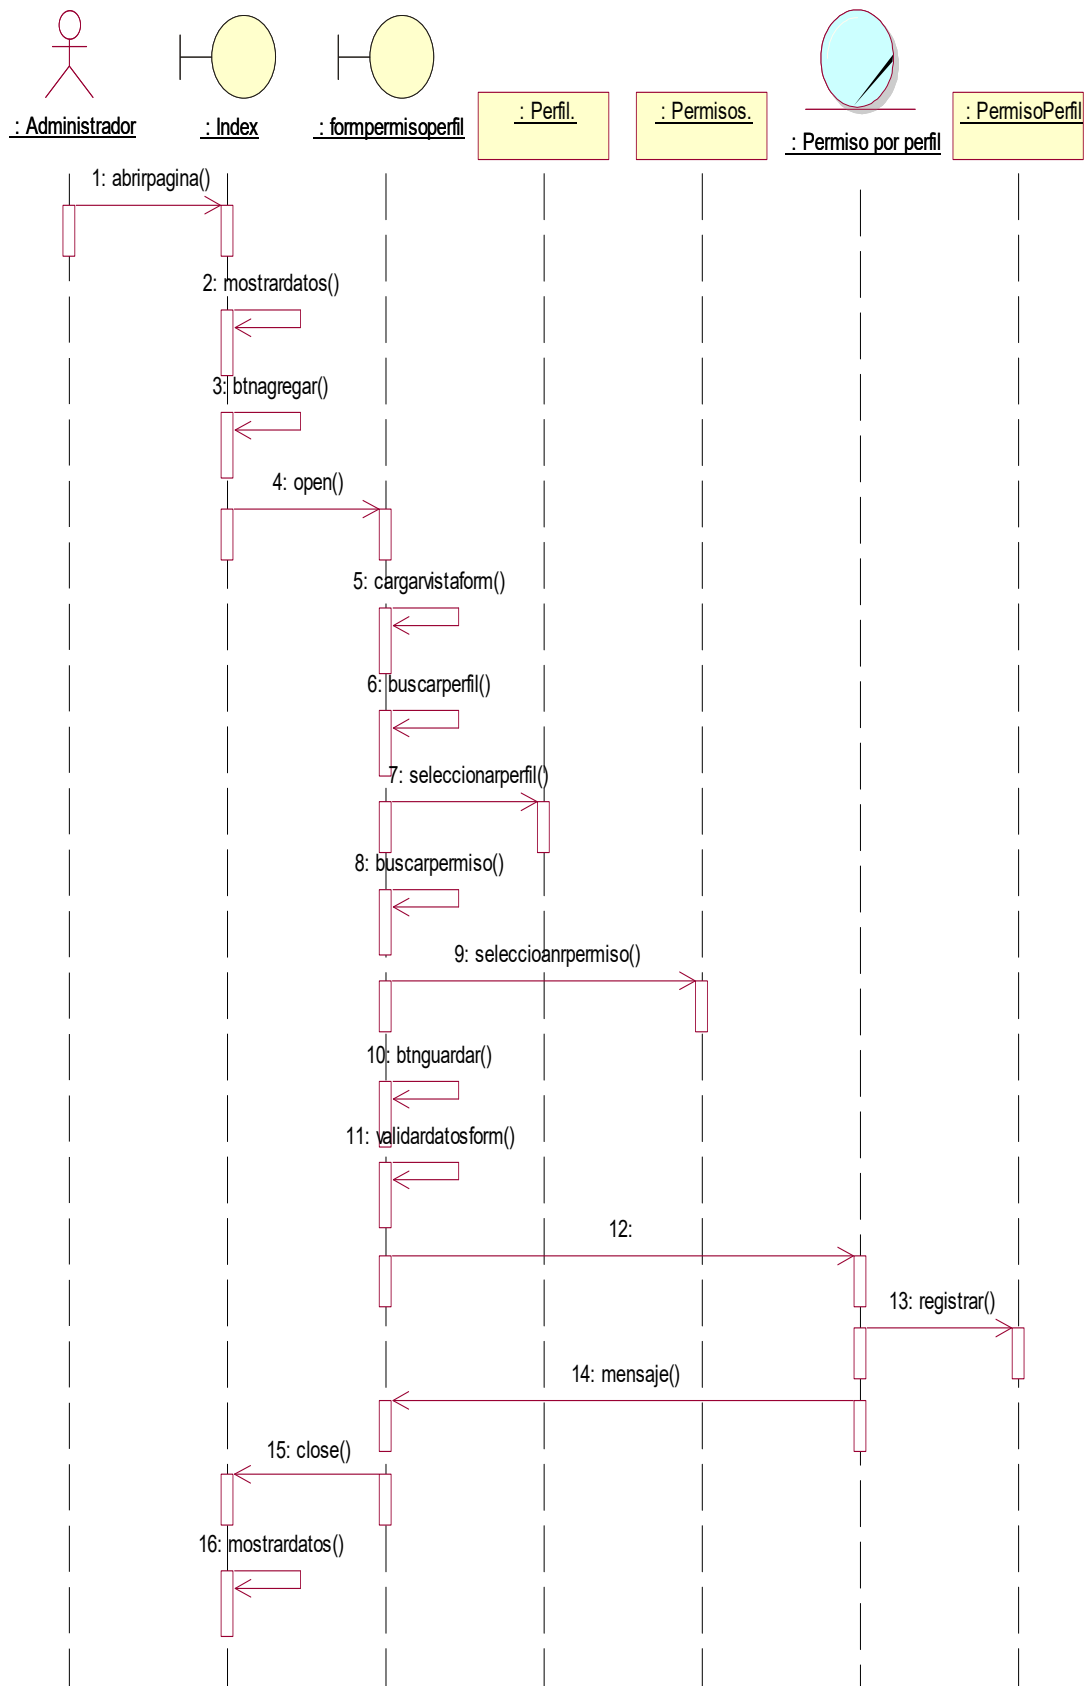 : Administrador
: Index
: formpermisoperfil
: Perfil.
: Permisos.
: Permiso por perfil
: PermisoPerfil
1: abrirpagina()
2: mostrardatos()
3: btnagregar()
4: open()
5: cargarvistaform()
6: buscarperfil()
7: seleccionarperfil()
8: buscarpermiso()
9: seleccioanrpermiso()
10: btnguardar()
11: validardatosform()
12:
13: registrar()
14: mensaje()
15: close()
16: mostrardatos()